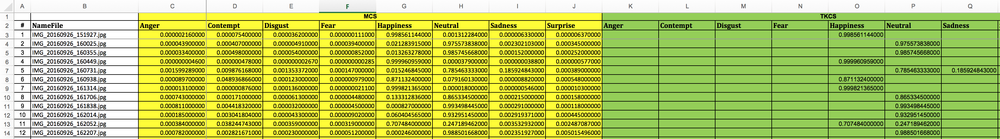 A B C D E F G H I J K L M N O P Q
1 MCS TKCS
2 # NameFile Anger Contempt Disgust Fear Happiness Neutral Sadness Surprise Anger Contempt Disgust Fear Happiness Neutral Sadness
3 1 IMG_20160926_151927.jpg 0.000002160000 0.000075400000 0.000036200000 0.000000111000 0.998561144000 0.001312284000 0.000006330000 0.000006370000 0.998561144000
4 2 IMG_20160926_160025.jpg 0.000043900000 0.000407000000 0.000004910000 0.000039400000 0.021283915000 0.975573838000 0.002302103000 0.000345000000 0.975573838000
5 3 IMG_20160926_160355.jpg 0.000033400000 0.000498000000 0.000054000000 0.000000852000 0.013263278000 0.985745668000 0.000152000000 0.000252000000 0.985745668000
6 4 IMG_20160926_160449.jpg 0.000000004600 0.000000478000 0.000000002670 0.000000000285 0.999960959000 0.000037900000 0.000000038800 0.000000577000 0.999960959000
7 5 IMG_20160926_160731.jpg 0.001599289000 0.009876168000 0.001353372000 0.000147000000 0.015246845000 0.785463333000 0.185924843000 0.000389000000 0.785463333000 0.185924843000
8 6 IMG_20160926_160938.jpg 0.000089700000 0.048936866000 0.000123000000 0.000000979000 0.871132400000 0.079160130000 0.000008820000 0.000548000000 0.871132400000
9 7 IMG_20160926_161314.jpg 0.000013100000 0.000000876000 0.000136000000 0.000000021100 0.999821365000 0.000018000000 0.000000546000 0.000010300000 0.999821365000
10 8 IMG_20160926_161706.jpg 0.000743000000 0.000171000000 0.000061300000 0.000004480000 0.133312836000 0.865334500000 0.000215000000 0.000158000000 0.865334500000
11 9 IMG_20160926_161838.jpg 0.000811000000 0.004418320000 0.000032000000 0.000004500000 0.000827000000 0.993498445000 0.000291000000 0.000118000000 0.993498445000
12 10 IMG_20160926_162014.jpg 0.000185000000 0.003041804000 0.000043300000 0.000009020000 0.060404565000 0.932951450000 0.002919371000 0.000445000000 0.932951450000
13 11 IMG_20160926_162052.jpg 0.000384000000 0.038244743000 0.000359000000 0.000319000000 0.707484000000 0.247189462000 0.003532932000 0.002487087000 0.707484000000 0.247189462000
14 12 IMG_20160926_162207.jpg 0.000782000000 0.002821671000 0.000230000000 0.000051200000 0.000246000000 0.988501668000 0.002351927000 0.005015496000 0.988501668000